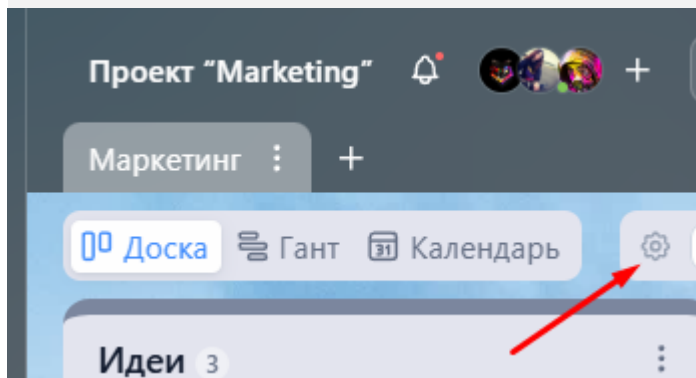 Проект “Marketing”
Маркетинг
Доска Гант 31 Календарь
Идеи 3